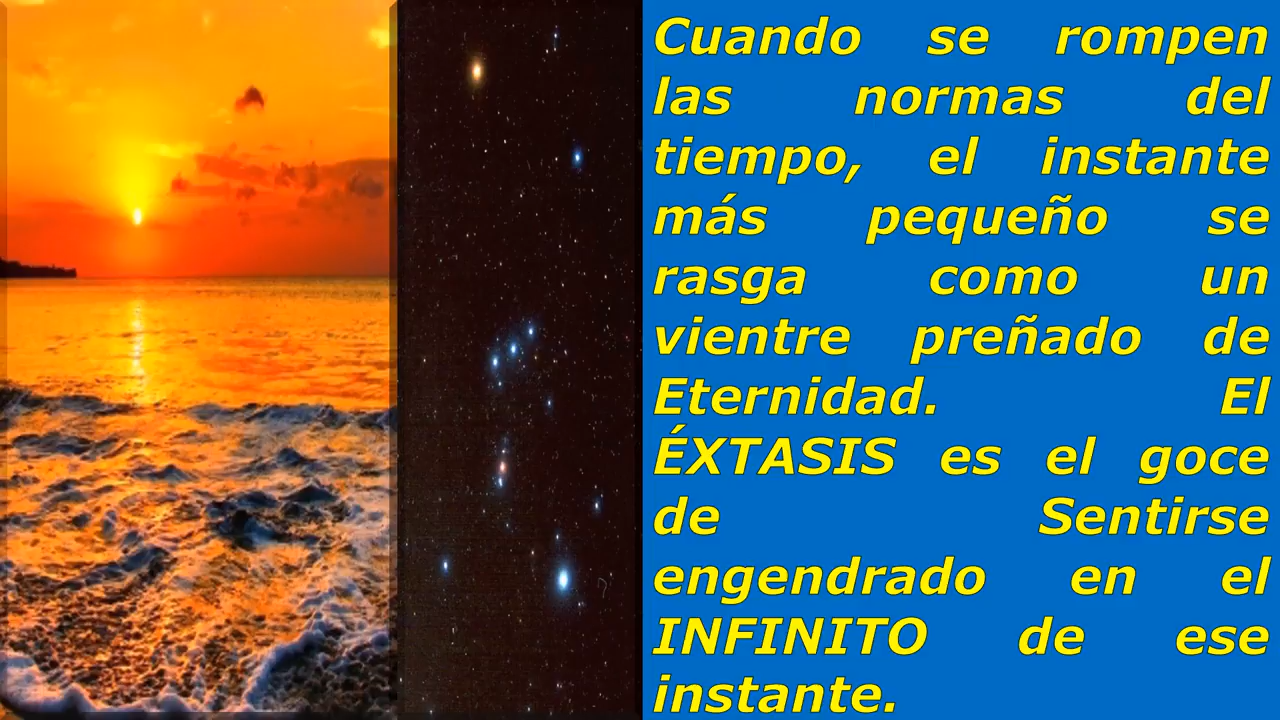 Cuando se rompen
las normas del
tiempo, el instante
más pequeño se
rasga como un
vientre preñado de
Eternidad. El
ÉXTASIS es el goce
de Sentirse
engendrado en el
INFINITO de ese
instante.